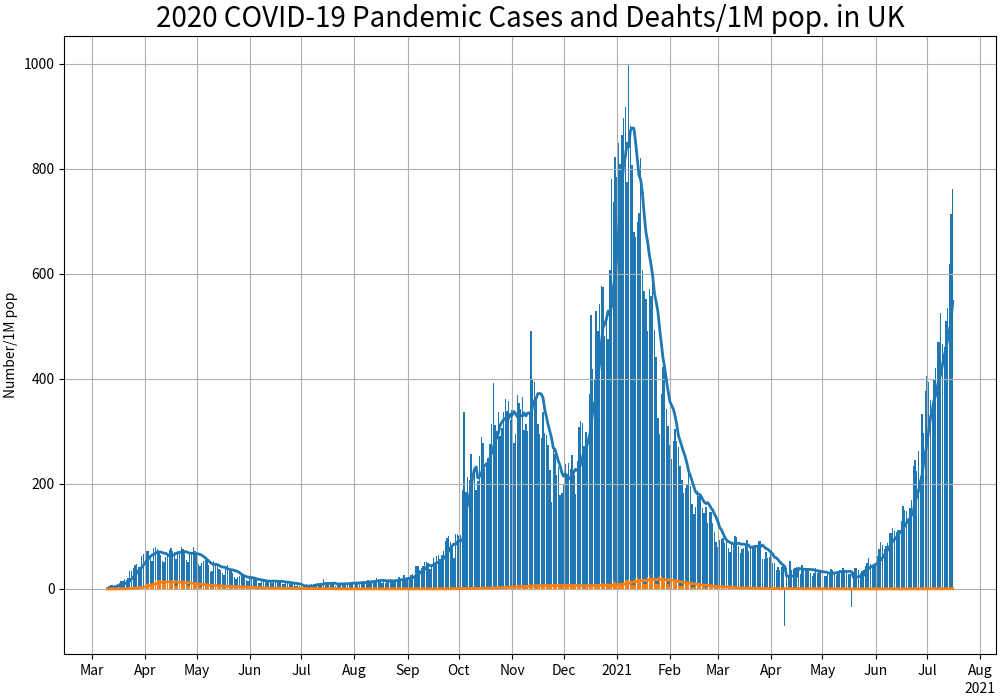 2020 COVID-19 Pandemic Cases and Deahts/1M pop. in UK
Number/1M pop
1000
800
600
400
200
0
Mar Apr May Jun Jul Aug Sep Oct Nov Dec 2021 Feb Mar Apr May Jun Jul Aug
2021